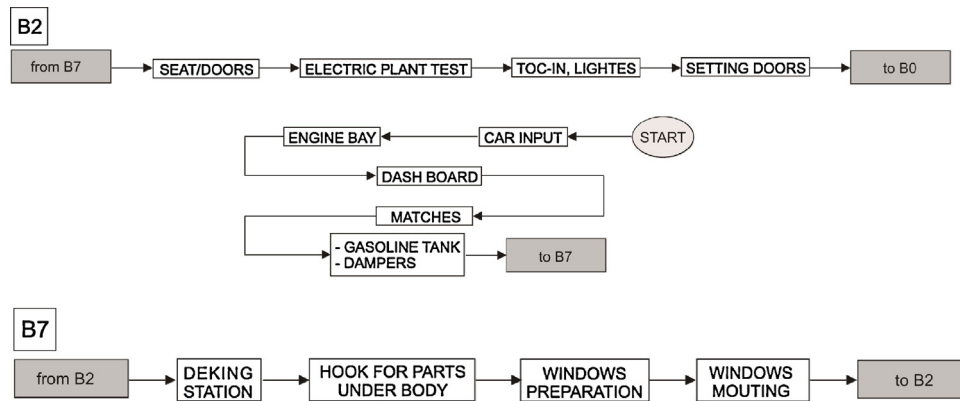 B2
from B7
SEAT/DOORS
ELECTRIC PLANT TEST
TOC-IN, LIGHTES
SETTING DOORS
to B0
ENGINE BAY
CAR INPUT
START
DASH BOARD
MATCHES
- GASOLINE TANK
- DAMPERS
to B7
B7
from B2
DEKING
STATION
HOOK FOR PARTS
UNDER BODY
WINDOWS
PREPARATION
WINDOWS
MOUTING
to B2